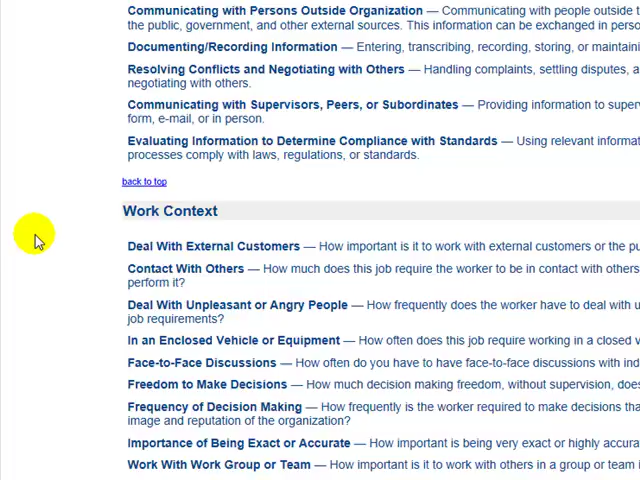 Communicating with Persons Outside Organization — Communicating with people outside
the public, government, and other external sources. This information can be exchanged in
Documenting/Recording Information — Entering, transcribing, recording, storing, or
Resolving Conflicts and Negotiating with Others — Handling complaints, settling disputes,
negotiating with others.
Communicating with Supervisors, Peers, or Subordinates — Providing information to
form, e-mail, or in person.
Evaluating Information to Determine Compliance with Standards — Using relevant
processes comply with laws, regulations, or standards.
back to top
Work Context
Deal With External Customers — How important is it to work with external customers or the
Contact With Others — How much does this job require the worker to be in contact with others
perform it?
Deal With Unpleasant or Angry People — How frequently does the worker have to deal with
job requirements?
In an Enclosed Vehicle or Equipment — How often does this job require working in a closed
Face-to-Face Discussions — How often do you have to have face-to-face discussions with
Freedom to Make Decisions — How much decision making freedom, without supervision,
Frequency of Decision Making — How frequently is the worker required to make decisions
image and reputation of the organization?
Importance of Being Exact or Accurate — How important is being very exact or highly
Work With Work Group or Team — How important is it to work with others in a group or team